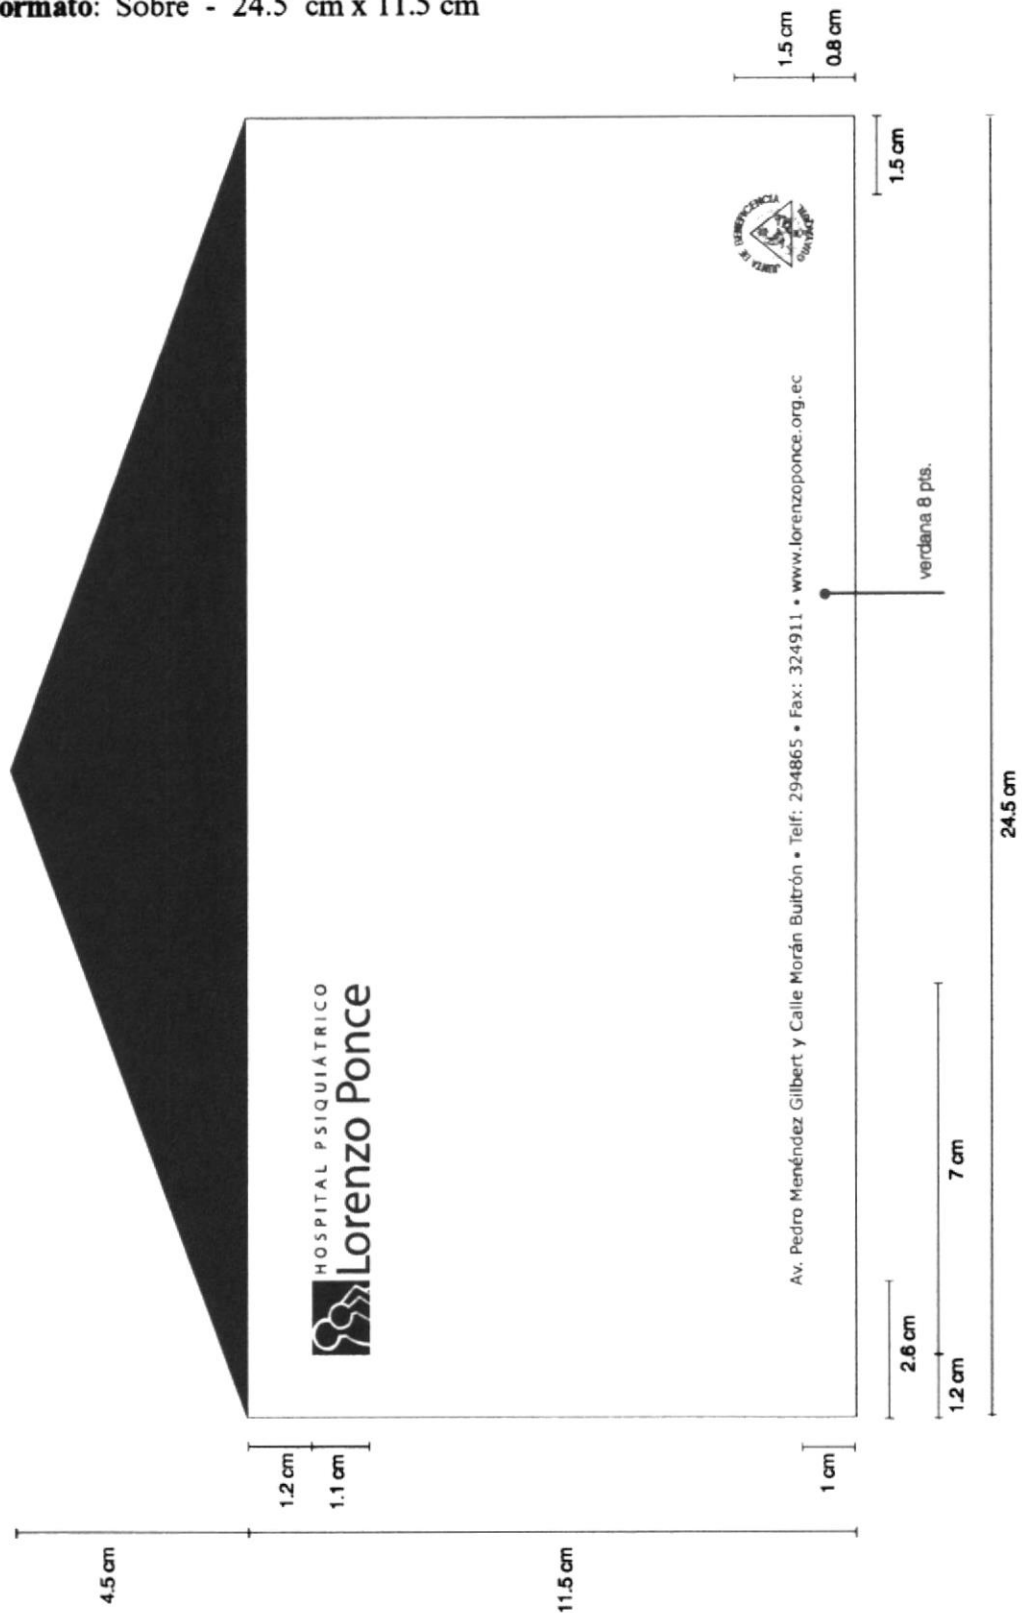 ormato: Sobre - 24.5 cm x 11.5 cm
4.5 cm
11.5 cm
1.2 cm
1.1 cm
1 cm
HOSPITAL PSIQUIÁTRICO
Lorenzo Ponce
Av. Pedro Menéndez Gilbert y Calle Morán Buitrón • Telf: 294865 • Fax: 324911 • www.lorenzoponce.org.ec
JUNTA DE BENEFICENCIA
1.5 cm
0.8 cm
1.5 cm
verdana 8 pts.
2.6 cm
1.2 cm
7 cm
24.5 cm